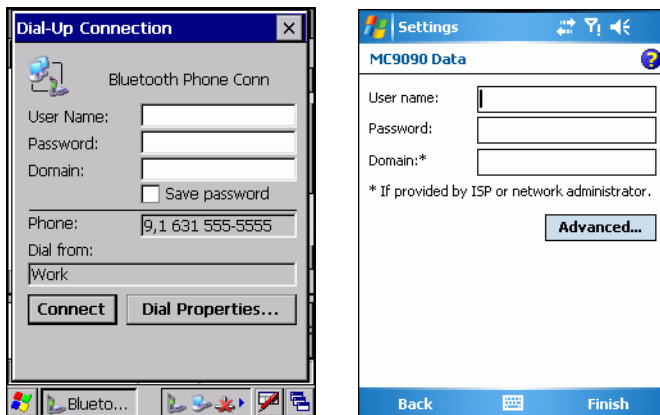 Dial-Up Connection
Bluetooth Phone Conn
User Name:
Password:
Domain:
Save password
Phone: 9,1 631 555-5555
Dial from:
Work
Connect Dial Properties...
Blueto...
Settings
MC9090 Data
User name:
Password:
Domain:*
* If provided by ISP or network administrator.
Advanced...
Back Finish